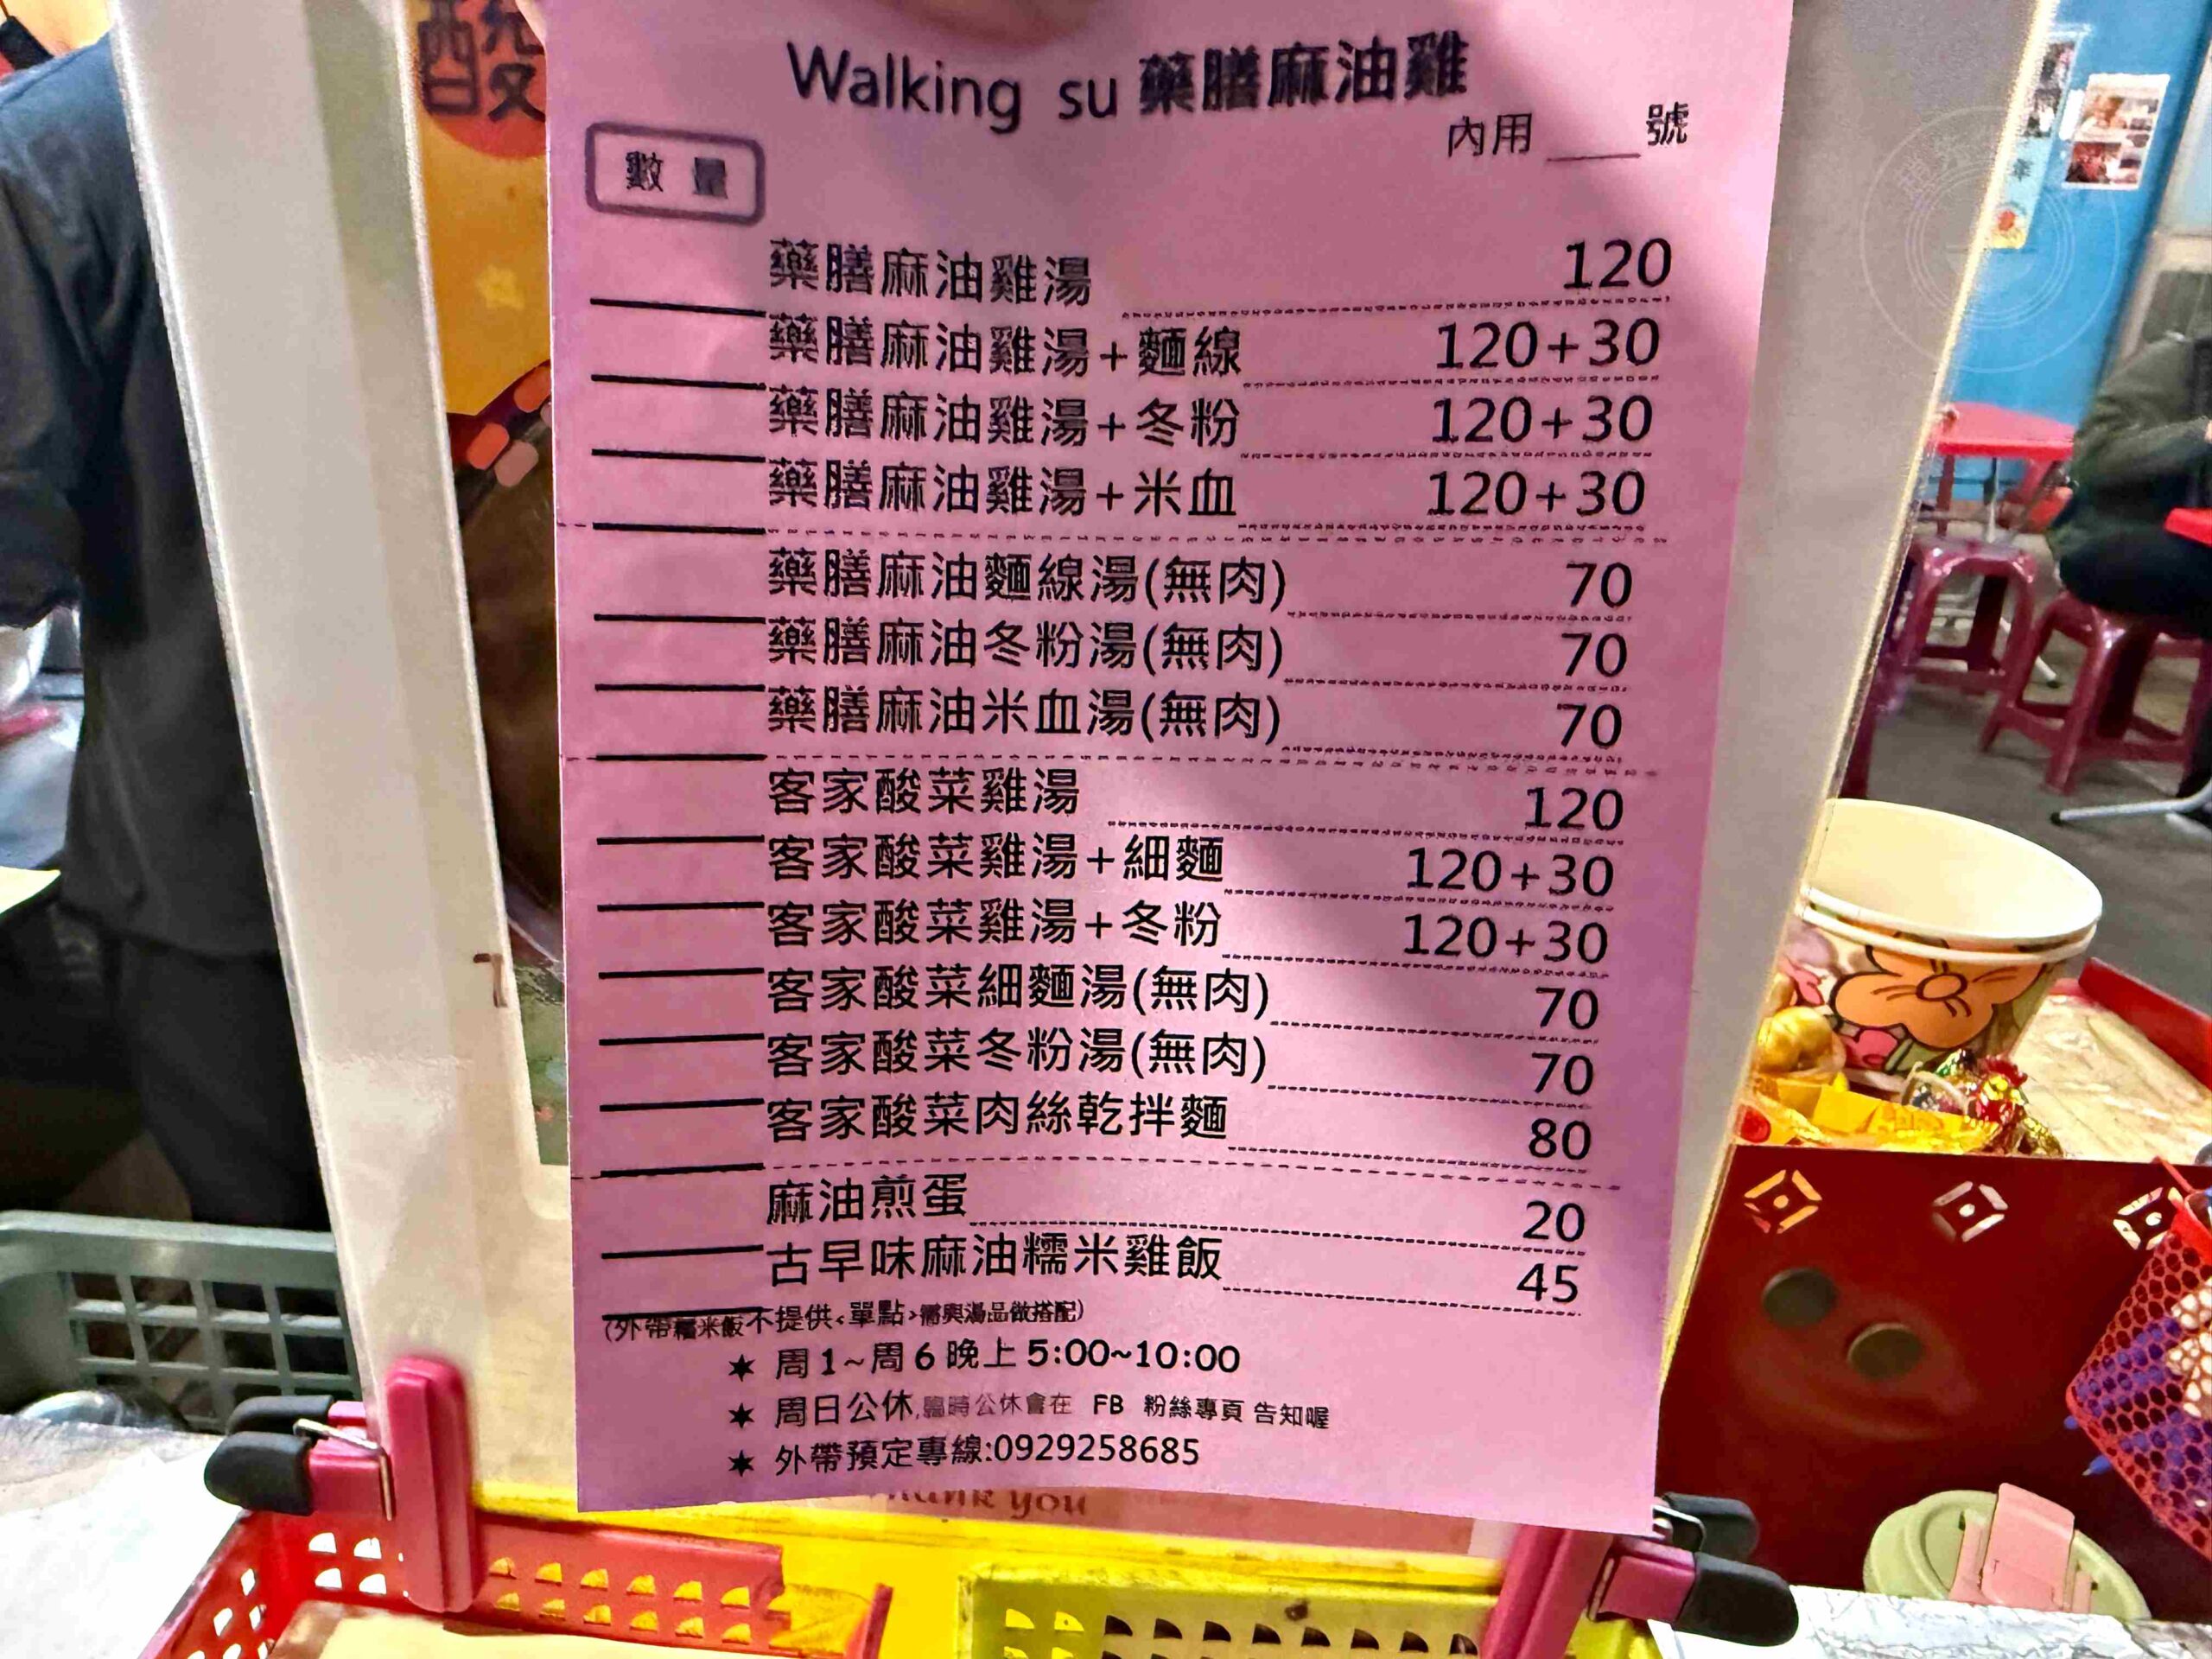 酸
Walking su 藥膳麻油雞
內用 ____ 號
數量
藥膳麻油雞湯 120
藥膳麻油雞湯+麵線 120+30
藥膳麻油雞湯+冬粉 120+30
藥膳麻油雞湯+米血 120+30
藥膳麻油麵線湯(無肉) 70
藥膳麻油冬粉湯(無肉) 70
藥膳麻油米血湯(無肉) 70
客家酸菜雞湯 120
客家酸菜雞湯+細麵 120+30
客家酸菜雞湯+冬粉 120+30
客家酸菜細麵湯(無肉) 70
客家酸菜冬粉湯(無肉) 70
客家酸菜肉絲乾拌麵 80
麻油煎蛋 20
古早味麻油糯米雞飯 45
(外帶糯米飯不提供<單點>需與湯品做搭配)
✶ 周1~周6 晚上 5:00~10:00
✶ 周日公休,臨時公休會在 FB 粉絲專頁 告知喔
✶ 外帶預定專線:0929258685
you